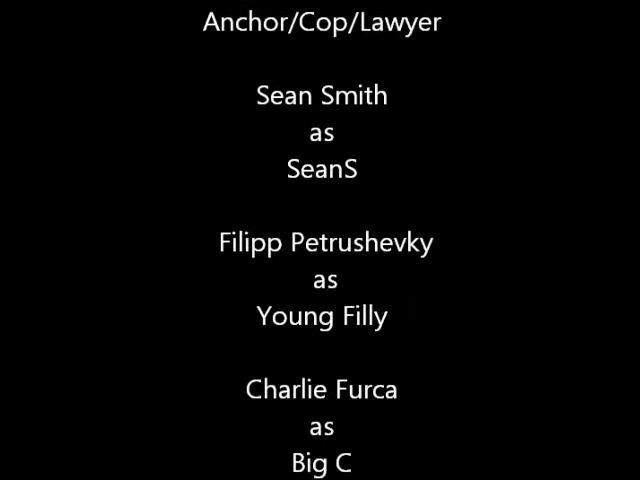 Anchor/Cop/Lawyer
Sean Smith
as
SeanS
Filipp Petrushevky
as
Young Filly
Charlie Furca
as
Big C